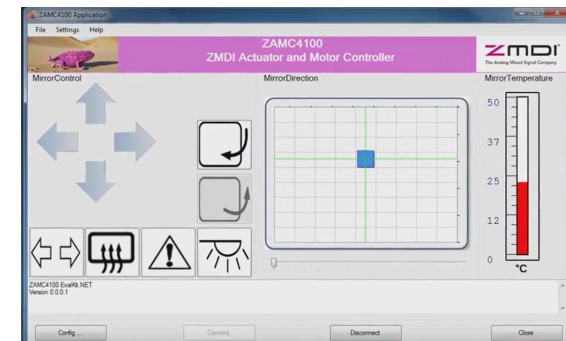 ZAMC4100 Application
File Settings Help
ZAMC4100
ZMDI Actuator and Motor Controller
ZMDI
The Analog Mixed Signal Company
MirrorControl
MirrorDirection
MirrorTemperature
50
37
25
12
0
°C
ZAMC4100 EvalKit.NET
Version 0.0.0.1
Config ...
Connect
Disconnect
Close